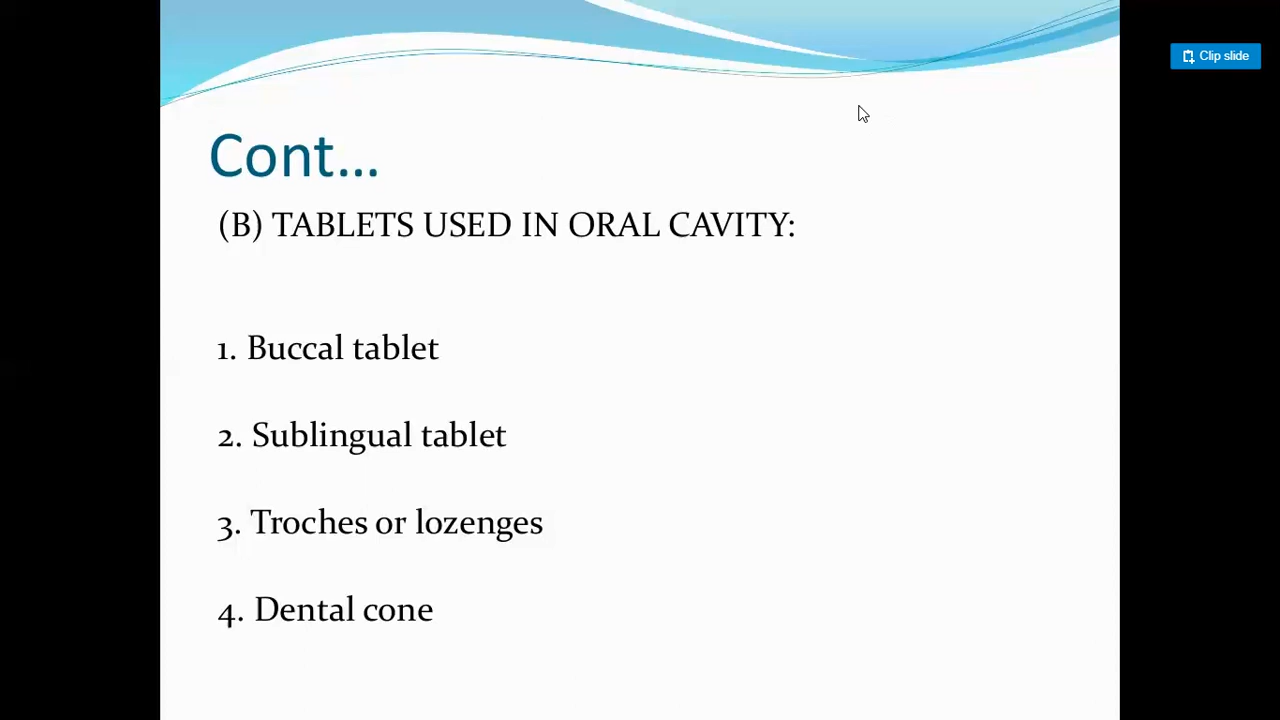 Clip slide
Cont...
(B) TABLETS USED IN ORAL CAVITY:
1. Buccal tablet
2. Sublingual tablet
3. Troches or lozenges
4. Dental cone